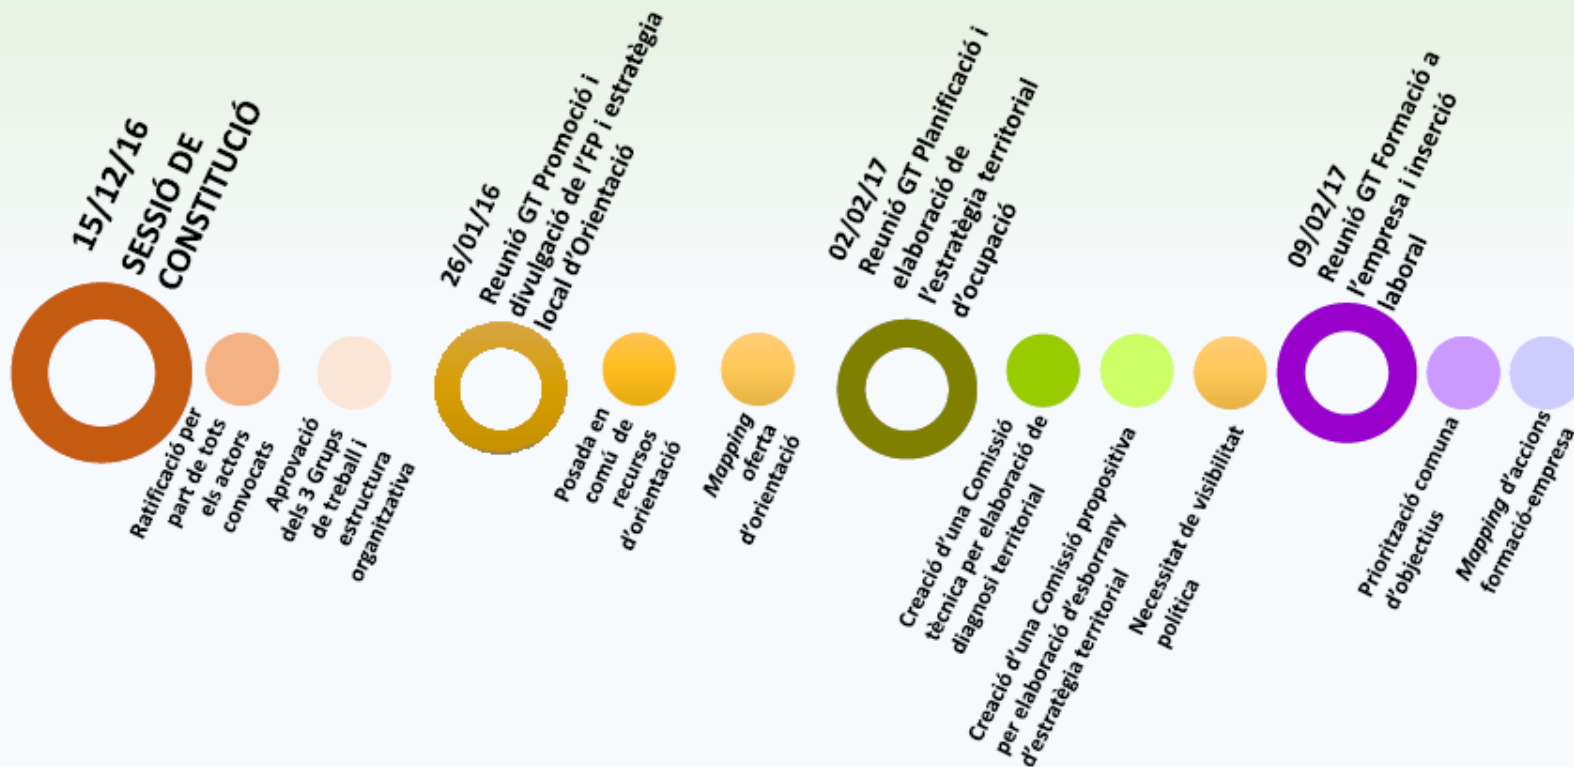 15/12/16
SESSIÓ DE
CONSTITUCIÓ
Ratificació per
part de tots
els actors
convocats
Aprovació
dels 3 Grups
de treball i
estructura
organitzativa
26/01/16
Reunió GT Promoció i
divulgació de l'FP i estratègia
local d'Orientació
Posada en
comú de
recursos
d'orientació
Mapping
oferta
d'orientació
02/02/17
Reunió GT Planificació i
elaboració de
l'estratègia territorial
d'ocupació
Creació d'una Comissió
tècnica per elaboració de
diagnosi territorial
Creació d'una Comissió propositiva
per elaboració d'esborrany
d'estratègia territorial
Necessitat de visibilitat
política
09/02/17
Reunió GT Formació a
l'empresa i inserció
laboral
Priorització comuna
d'objectius
Mapping d'accions
formació-empresa